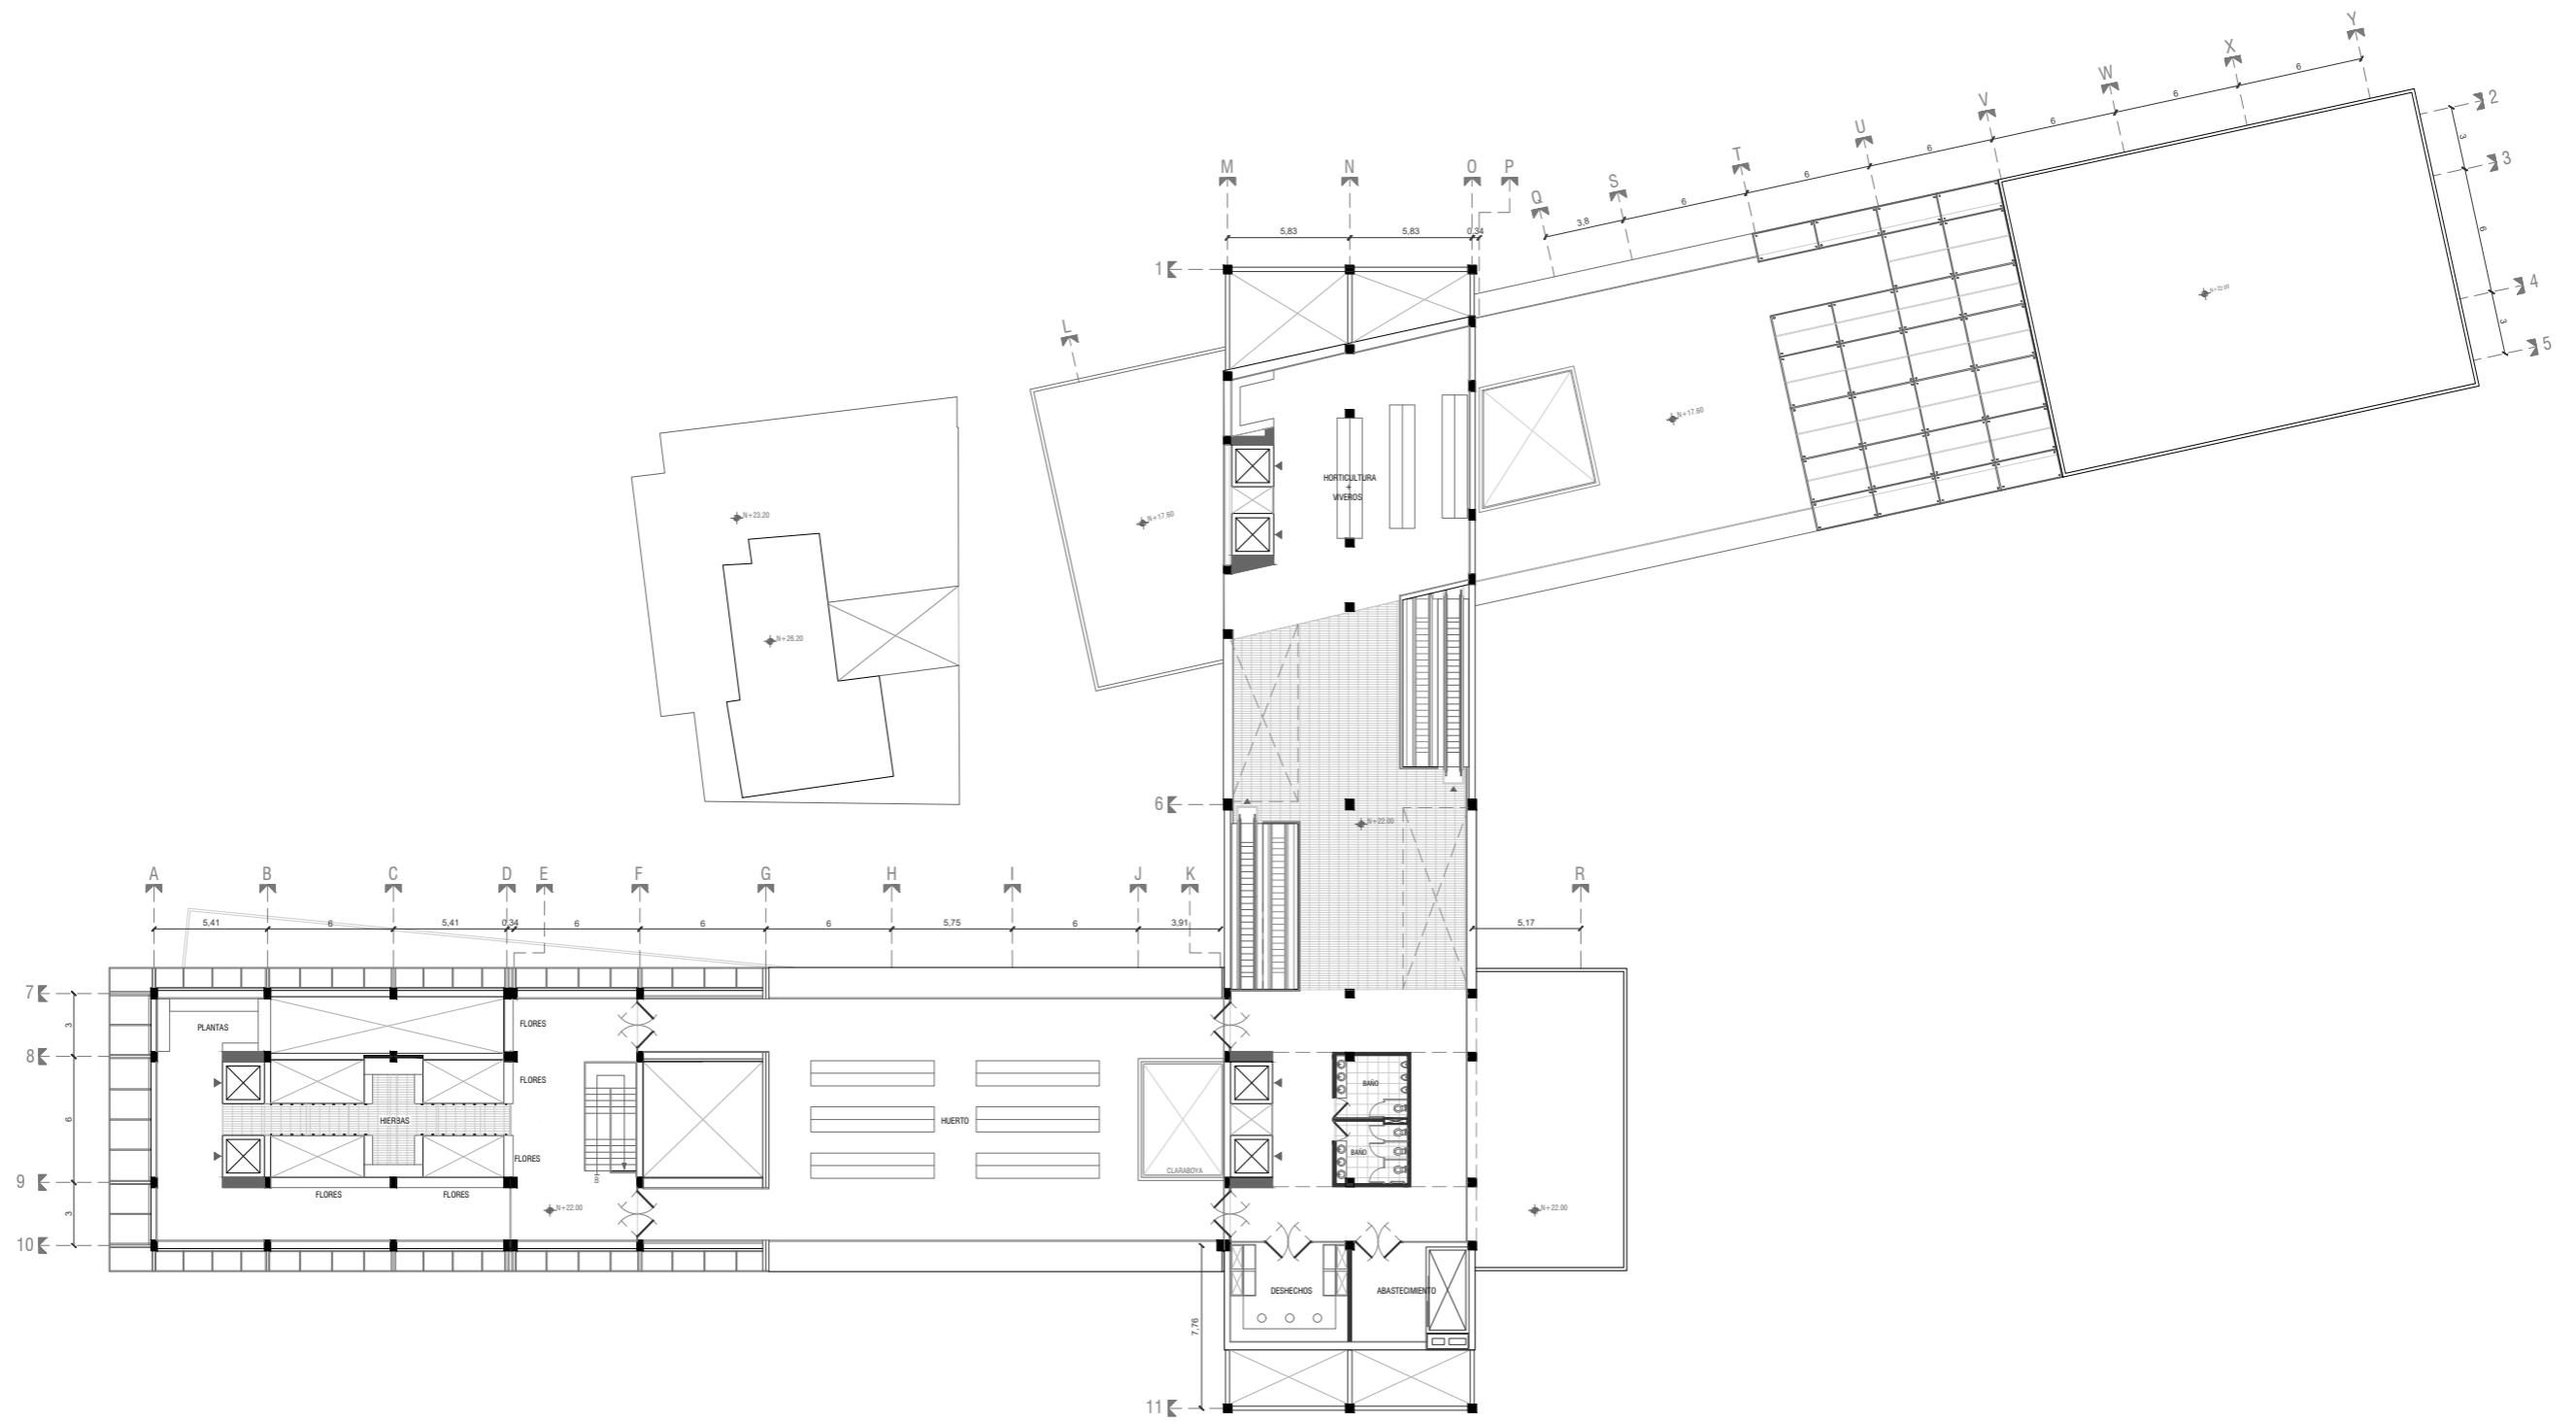 Y
X
W
V
U
T
S
Q
6
6
6
6
6
6
3,8
2
3
4
5
3
6
3
M
N
O
P
5,83
5,83
0,34
1
L
N+22.00
N+17.60
N+17.60
HORTICULTURA
+
VIVEROS
N+23.20
N+26.20
6
N+22.00
A
B
C
D
E
F
G
H
I
J
K
R
5,41
6
5,41
0,34
6
6
6
5,75
6
3,91
5,17
7
8
9
10
3
6
3
PLANTAS
FLORES
FLORES
HIERBAS
FLORES
FLORES
FLORES
N+22.00
B
HUERTO
CLARABOYA
BAÑO
BAÑO
N+22.00
DESHECHOS
ABASTECIMIENTO
7,76
11